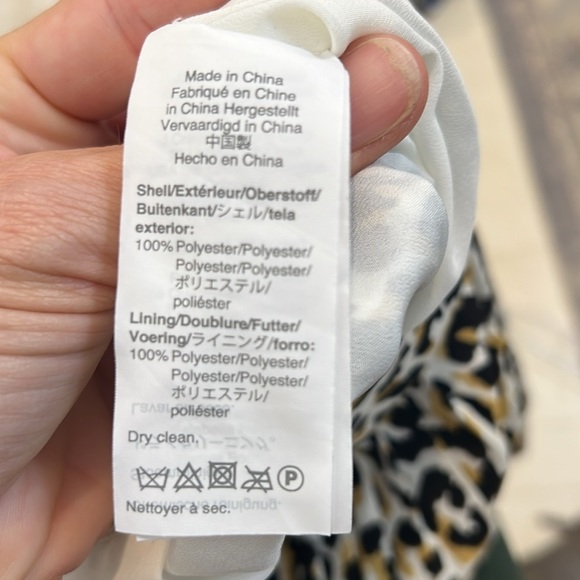 Made in China
Fabriqué en Chine
in China Hergestellt
Vervaardigd in China
中国製
Hecho en China
Shell/Extérieur/Oberstoff/
Buitenkant/シェル/tela
exterior:
100% Polyester/Polyester/
Polyester/Polyester/
ポリエステル/
poliéster
Lining/Doublure/Futter/
Voering/ライニング/forro:
100% Polyester/Polyester/
Polyester/Polyester/
ポリエステル/
poliéster
Dry clean.
P
Nettoyer à sec.